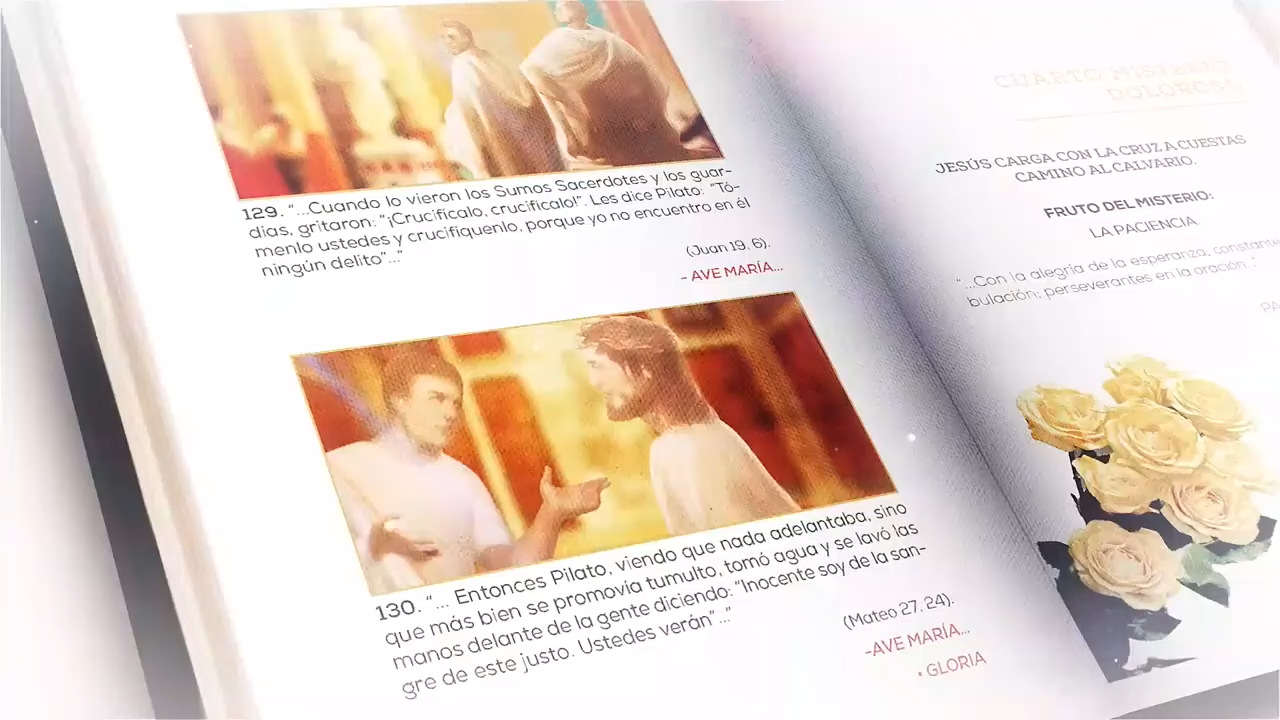 129. “...Cuando lo vieron los Sumos Sacerdotes y los guar-
dias, gritaron: “¡Crucifícalo, crucifícalo!”. Les dice Pilato: “Tó-
menlo ustedes y crucifíquenlo, porque yo no encuentro en él
ningún delito”...”
(Juan 19, 6).
- AVE MARÍA...
130. “... Entonces Pilato, viendo que nada adelantaba, sino
que más bien se promovía tumulto, tomó agua y se lavó las
manos delante de la gente diciendo: “Inocente soy de la san-
gre de este justo. Ustedes verán”...”
(Mateo 27, 24).
-AVE MARÍA...
• GLORIA
CUARTO MISTERIO
DOLOROSO
JESÚS CARGA CON LA CRUZ A CUESTAS
CAMINO AL CALVARIO.
FRUTO DEL MISTERIO:
LA PACIENCIA
“...Con la alegría de la esperanza, constante
bulación; perseverantes en la oración..”